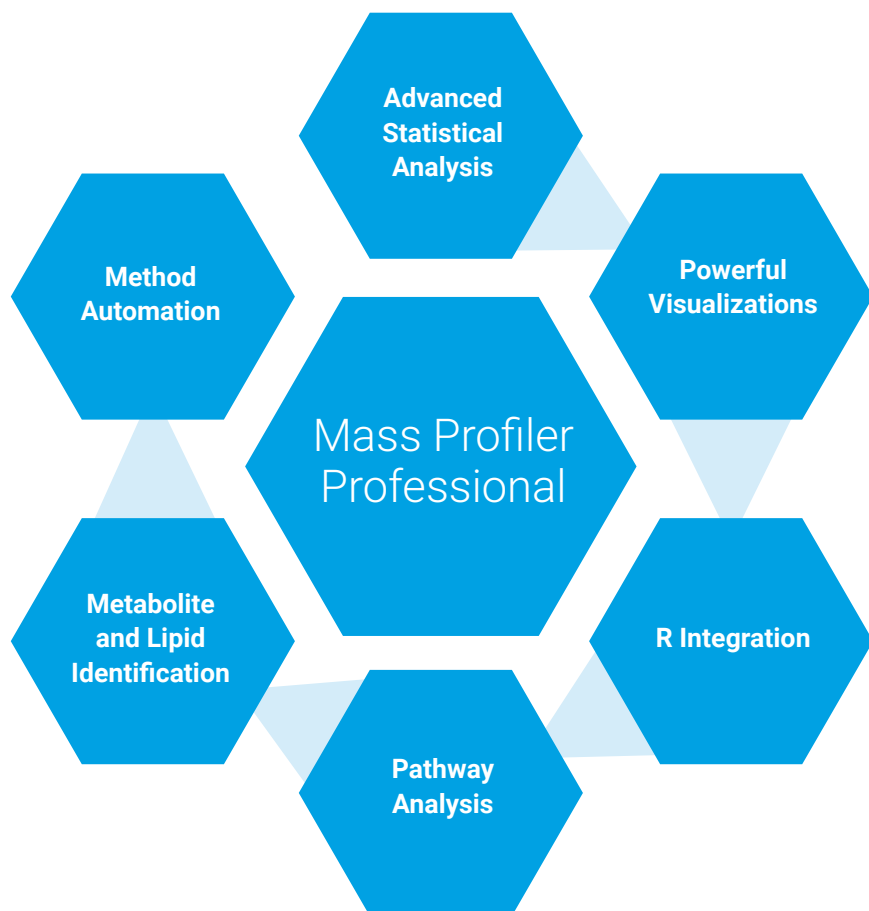 Advanced
Statistical
Analysis
Powerful
Visualizations
R Integration
Pathway
Analysis
Metabolite
and Lipid
Identification
Method
Automation
Mass Profiler
Professional